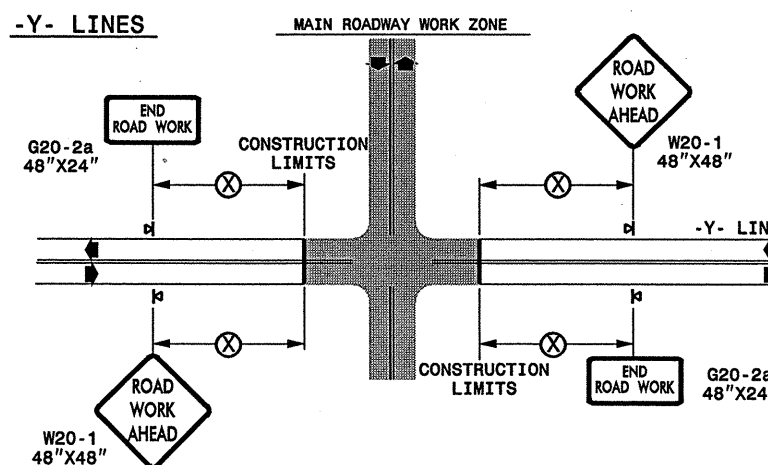 -Y- LINES
MAIN ROADWAY WORK ZONE
END
ROAD WORK
G20-2a
48"X24"
CONSTRUCTION
LIMITS
ROAD
WORK
AHEAD
W20-1
48"X48"
X
X
-Y- LIN
X
X
ROAD
WORK
AHEAD
W20-1
48"X48"
CONSTRUCTION
LIMITS
END
ROAD WORK
G20-2a
48"X24